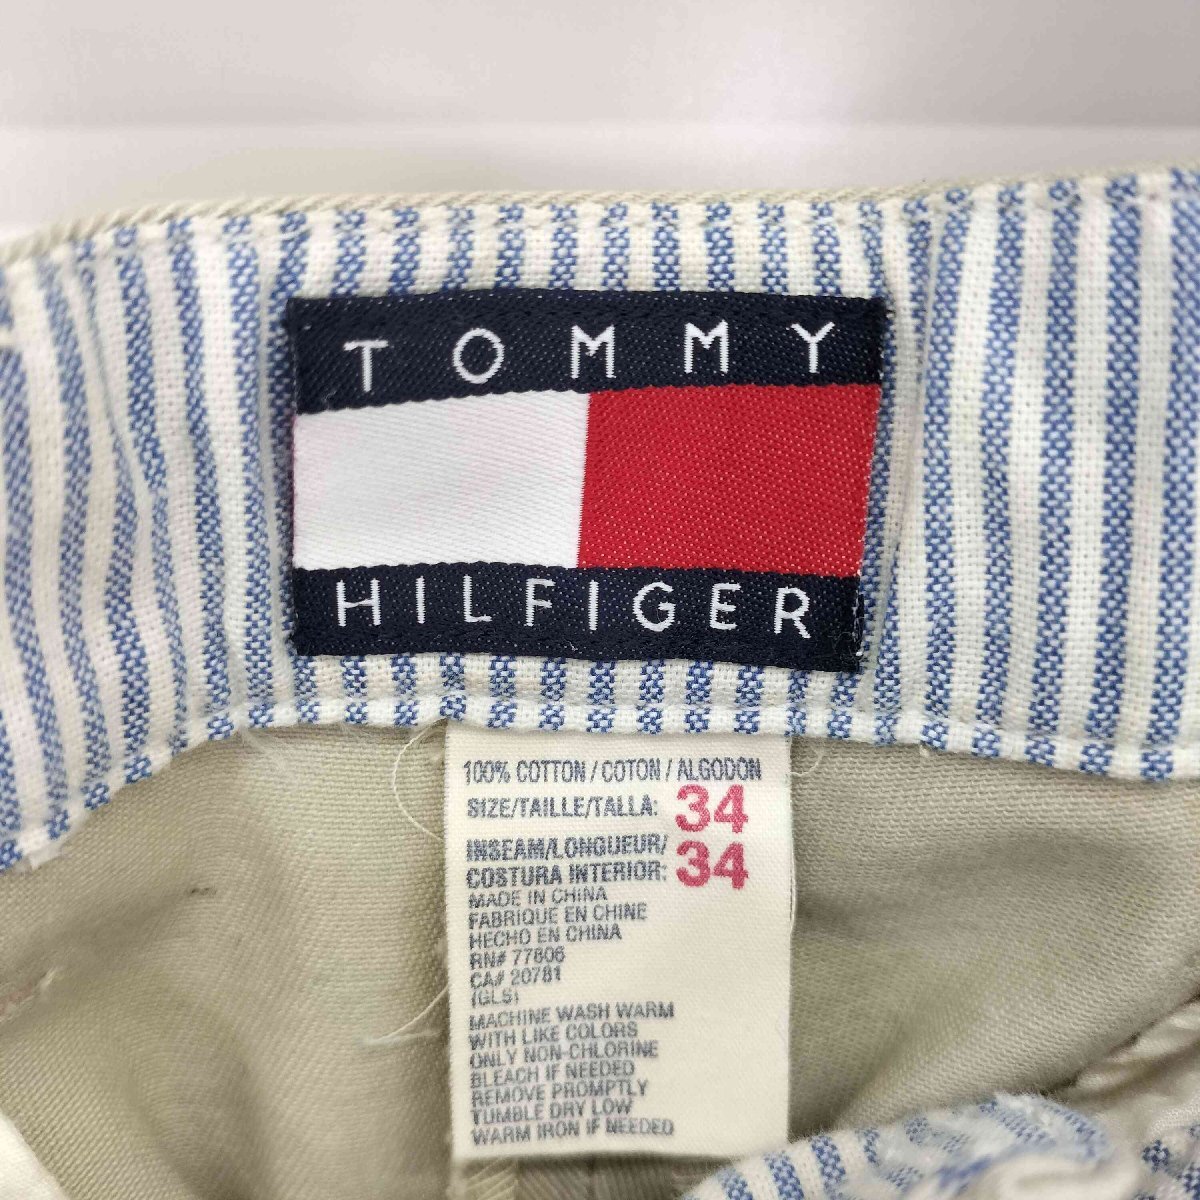 TOMMY
HILFIGER
100% COTTON / COTON / ALGODON
SIZE/TAILLE/TALLA: 34
INSEAM/LONGUEUR/
COSTURA INTERIOR: 34
MADE IN CHINA
FABRIQUE EN CHINE
HECHO EN CHINA
RN# 77806
CA# 20781
(GLS)
MACHINE WASH WARM
WITH LIKE COLORS
ONLY NON-CHLORINE
BLEACH IF NEEDED
REMOVE PROMPTLY
TUMBLE DRY LOW
WARM IRON IF NEEDED